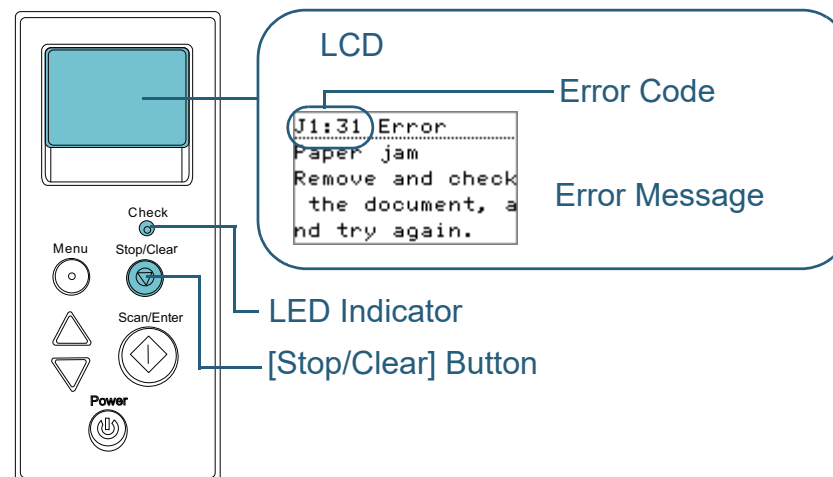 LCD
Error Code
J1:31 Error
Paper jam
Remove and check
the document, a
nd try again.
Error Message
Check
Menu
Stop/Clear
LED Indicator
Scan/Enter
[Stop/Clear] Button
Power